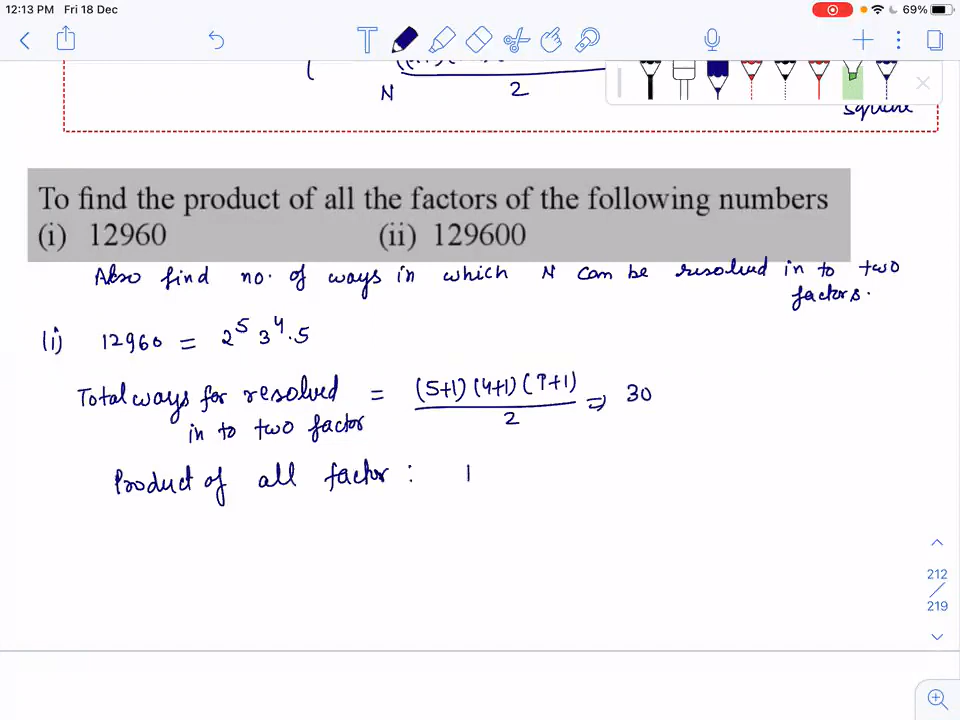 12:13 PM Fri 18 Dec 69%
T
N 2
square
To find the product of all the factors of the following numbers
(i) 12960 (ii) 129600
Also find no. of ways in which N can be resolved in to two
factors.
(i) 12960 = 2^5 3^4 . 5
Total ways for resolved = (5+1)(4+1)(1+1) / 2 => 30
in to two factor
Product of all factor : 1
212
/
219